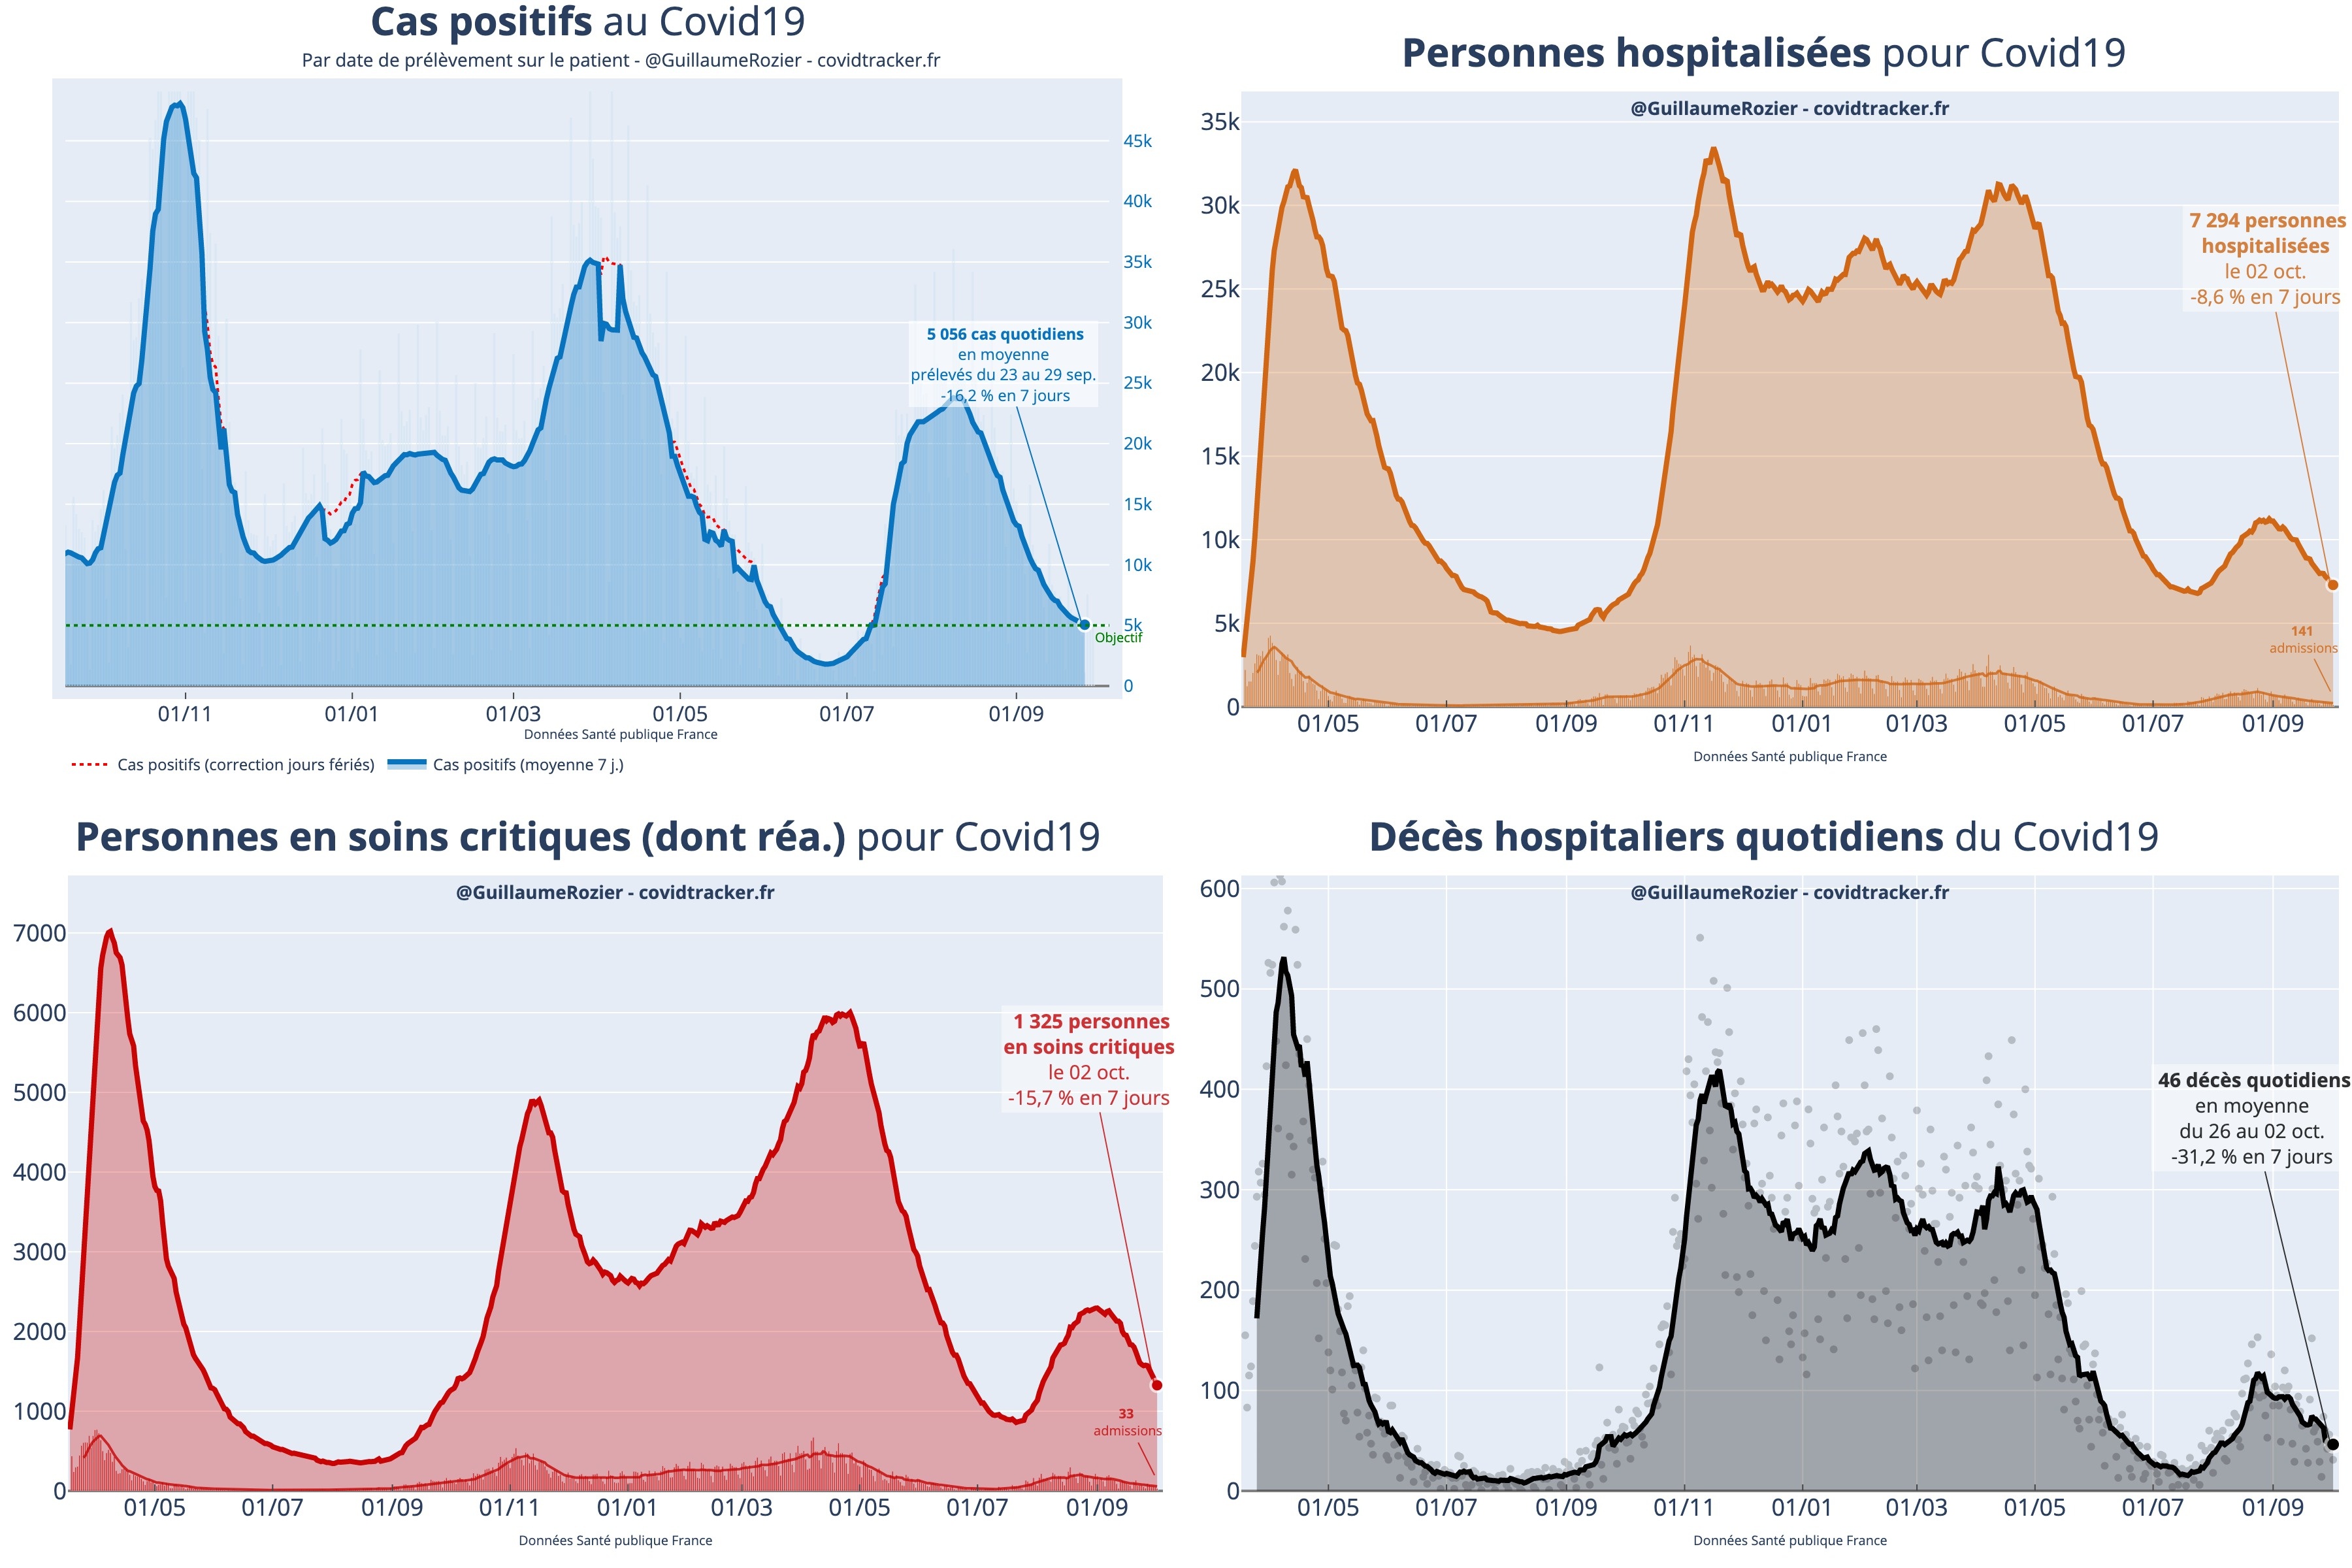 Cas positifs au Covid19
Par date de prélèvement sur le patient - @GuillaumeRozier - covidtracker.fr
45k
40k
35k
30k
25k
20k
15k
10k
5k
0
5 056 cas quotidiens
en moyenne
prélevés du 23 au 29 sep.
-16,2 % en 7 jours
Objectif
01/11
01/01
01/03
01/05
01/07
01/09
Données Santé publique France
Cas positifs (correction jours fériés)
Cas positifs (moyenne 7 j.)
Personnes hospitalisées pour Covid19
@GuillaumeRozier - covidtracker.fr
35k
30k
25k
20k
15k
10k
5k
0
7 294 personnes
hospitalisées
le 02 oct.
-8,6 % en 7 jours
141
admissions
01/05
01/07
01/09
01/11
01/01
01/03
01/05
01/07
01/09
Données Santé publique France
Personnes en soins critiques (dont réa.) pour Covid19
@GuillaumeRozier - covidtracker.fr
7000
6000
5000
4000
3000
2000
1000
0
1 325 personnes
en soins critiques
le 02 oct.
-15,7 % en 7 jours
33
admissions
01/05
01/07
01/09
01/11
01/01
01/03
01/05
01/07
01/09
Données Santé publique France
Décès hospitaliers quotidiens du Covid19
@GuillaumeRozier - covidtracker.fr
600
500
400
300
200
100
0
46 décès quotidiens
en moyenne
du 26 au 02 oct.
-31,2 % en 7 jours
01/05
01/07
01/09
01/11
01/01
01/03
01/05
01/07
01/09
Données Santé publique France